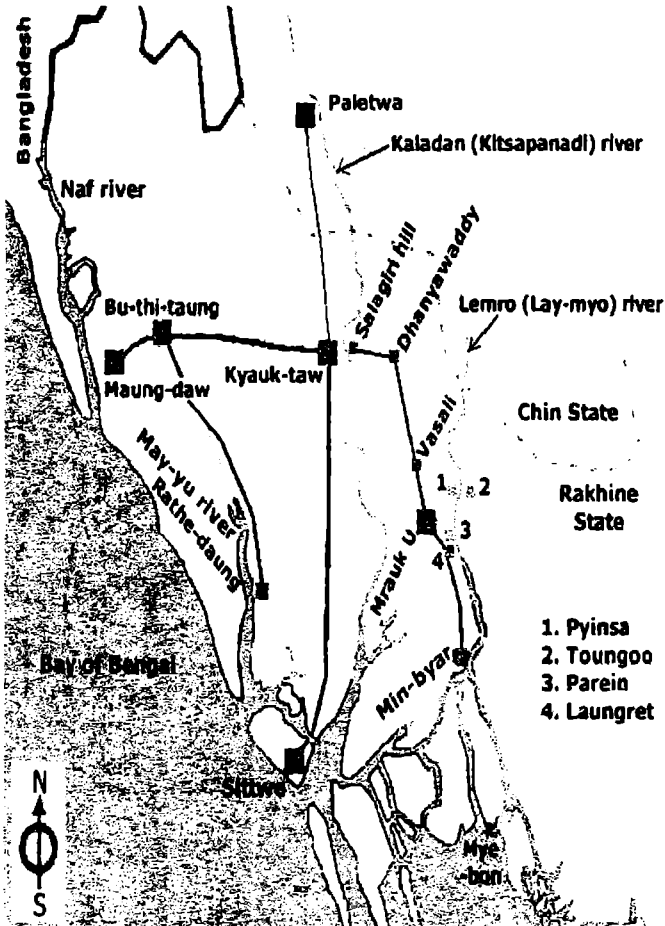 Bangladesh
Paletwa
Kaladan (Kitsapanadi) river
Naf river
Salagiri hill
Dhanyawaddy
Lemro (Lay-myo) river
Bu-thi-taung
Maung-daw
Kyauk-taw
Chin State
Vasali
1
2
May-yu river
Rathe-daung
Rakhine
State
Mrauk U
3
4
1. Pyinsa
2. Toungoo
3. Parein
4. Laungret
Bay of Bengal
Min-byar
Sittwe
Mye
-bon
N
S